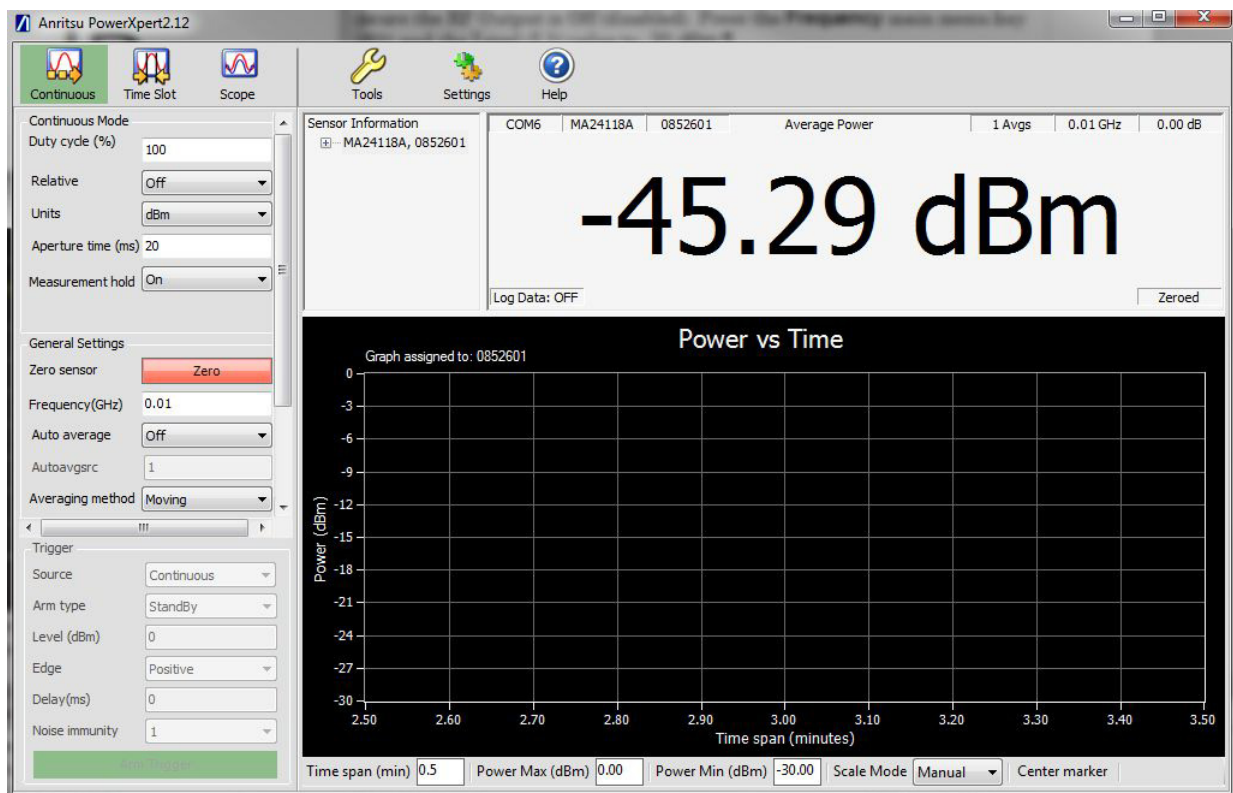 Anritsu PowerXpert2.12
Continuous Time Slot Scope Tools Settings Help
Continuous Mode
Duty cycle (%) 100
Relative Off
Units dBm
Aperture time (ms) 20
Measurement hold On
General Settings
Zero sensor Zero
Frequency(GHz) 0.01
Auto average Off
Autoavgsrc 1
Averaging method Moving
Trigger
Source Continuous
Arm type StandBy
Level (dBm) 0
Edge Positive
Delay(ms) 0
Noise immunity 1
Arm Trigger
Sensor Information
MA24118A, 0852601
COM6 MA24118A 0852601 Average Power 1 Avgs 0.01 GHz 0.00 dB
-45.29 dBm
Log Data: OFF Zeroed
Power vs Time
Graph assigned to: 0852601
Power (dBm)
0
-3
-6
-9
-12
-15
-18
-21
-24
-27
-30
2.50 2.60 2.70 2.80 2.90 3.00 3.10 3.20 3.30 3.40 3.50
Time span (minutes)
Time span (min) 0.5 Power Max (dBm) 0.00 Power Min (dBm) -30.00 Scale Mode Manual Center marker